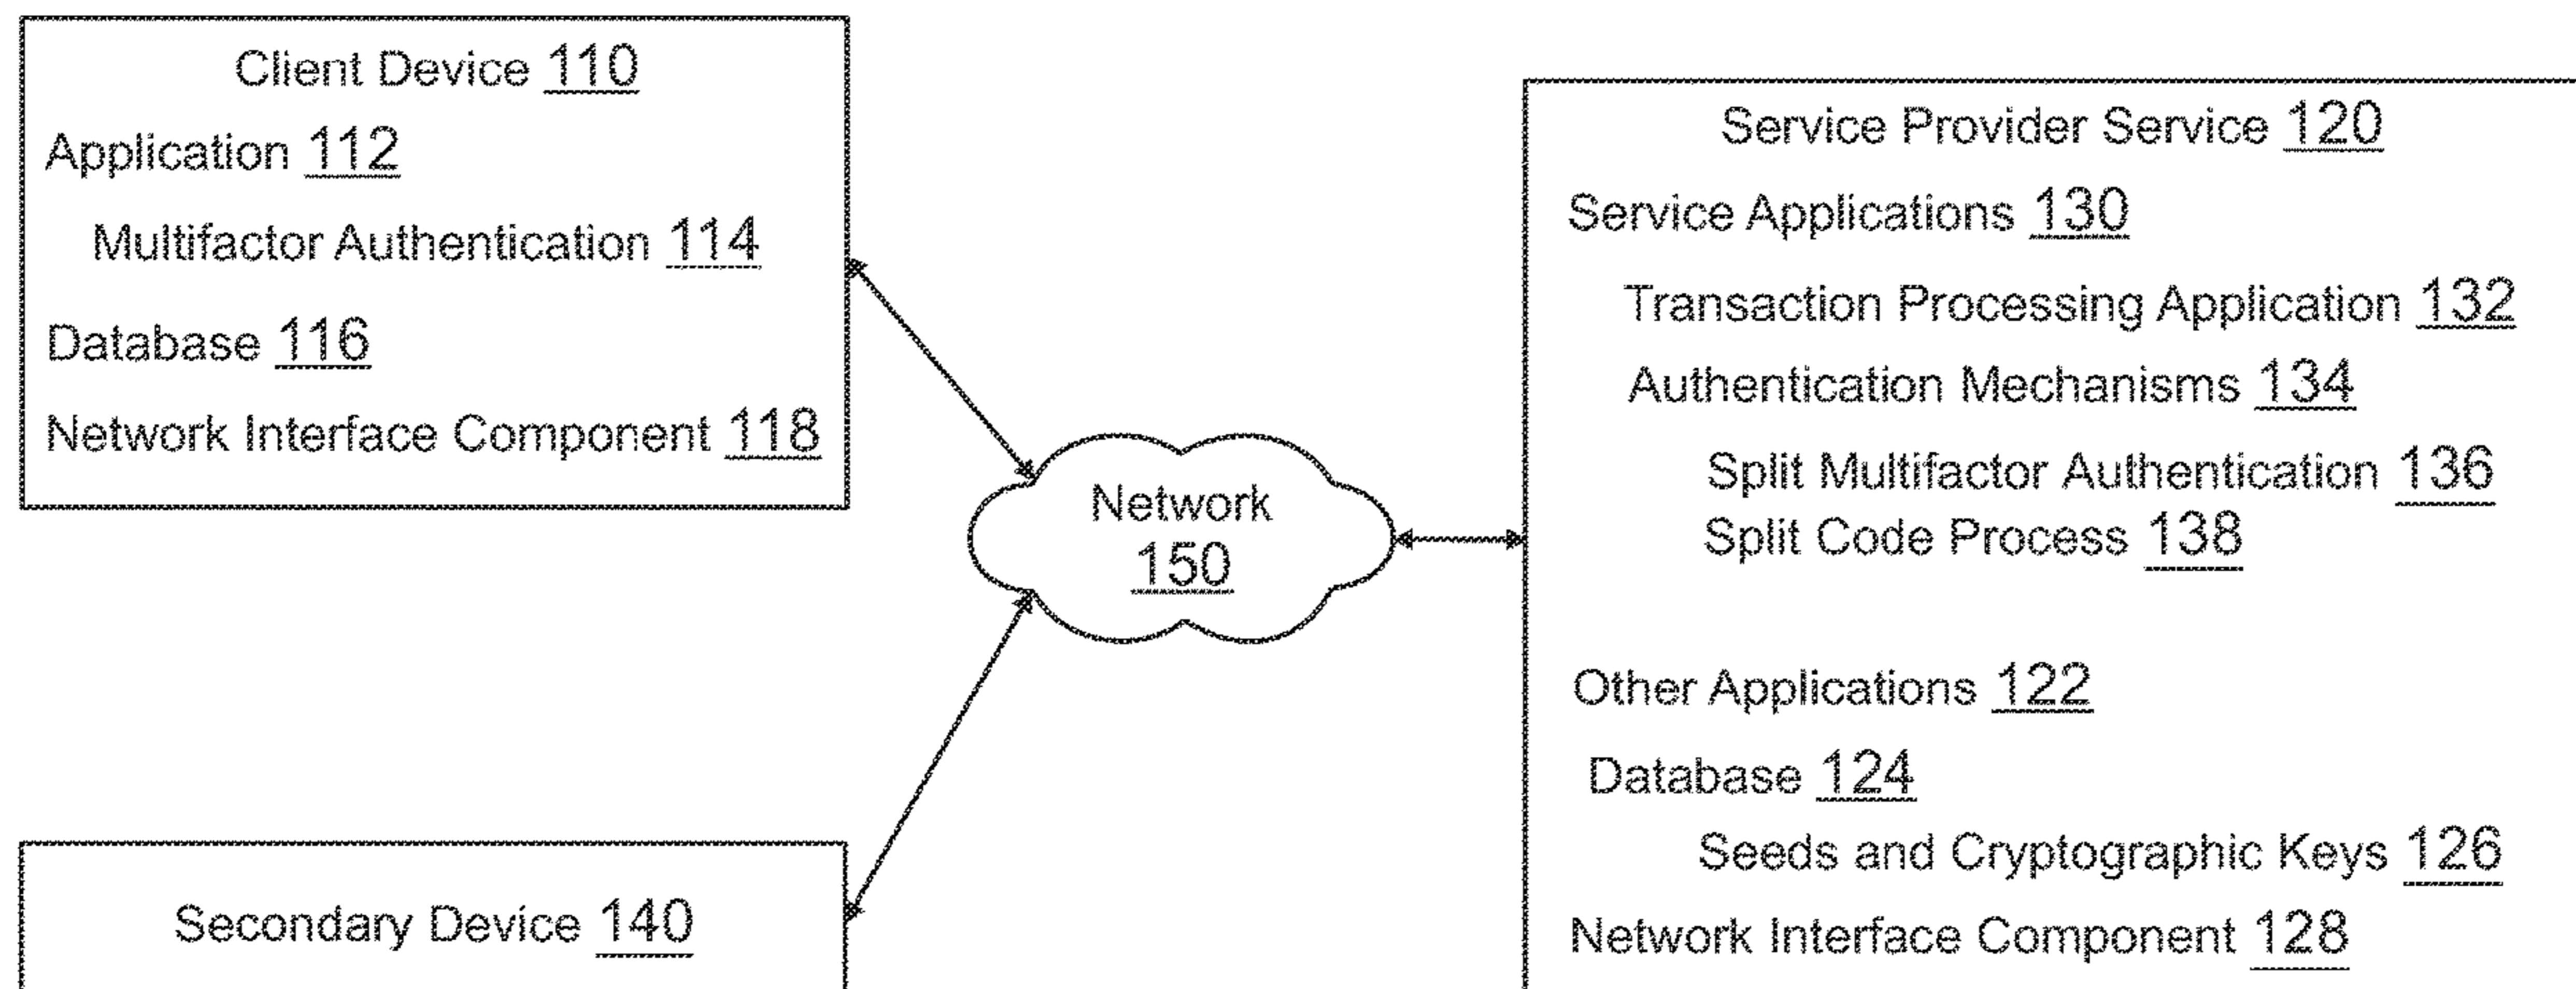 Client Device 110
Application 112
Multifactor Authentication 114
Database 116
Network Interface Component 118
Network
150
Secondary Device 140
Service Provider Service 120
Service Applications 130
Transaction Processing Application 132
Authentication Mechanisms 134
Split Multifactor Authentication 136
Split Code Process 138
Other Applications 122
Database 124
Seeds and Cryptographic Keys 126
Network Interface Component 128